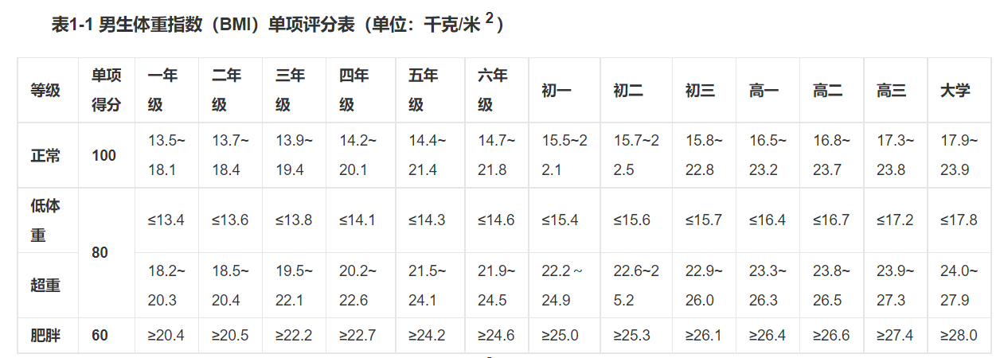 表1-1 男生体重指数（BMI）单项评分表（单位：千克/米 2 ）
等级 单项得分 一年级 二年级 三年级 四年级 五年级 六年级 初一 初二 初三 高一 高二 高三 大学
正常 100 13.5~18.1 13.7~18.4 13.9~19.4 14.2~20.1 14.4~21.4 14.7~21.8 15.5~22.1 15.7~22.5 15.8~22.8 16.5~23.2 16.8~23.7 17.3~23.8 17.9~23.9
低体重 80 ≤13.4 ≤13.6 ≤13.8 ≤14.1 ≤14.3 ≤14.6 ≤15.4 ≤15.6 ≤15.7 ≤16.4 ≤16.7 ≤17.2 ≤17.8
超重 18.2~20.3 18.5~20.4 19.5~22.1 20.2~22.6 21.5~24.1 21.9~24.5 22.2～24.9 22.6~25.2 22.9~26.0 23.3~26.3 23.8~26.5 23.9~27.3 24.0~27.9
肥胖 60 ≥20.4 ≥20.5 ≥22.2 ≥22.7 ≥24.2 ≥24.6 ≥25.0 ≥25.3 ≥26.1 ≥26.4 ≥26.6 ≥27.4 ≥28.0